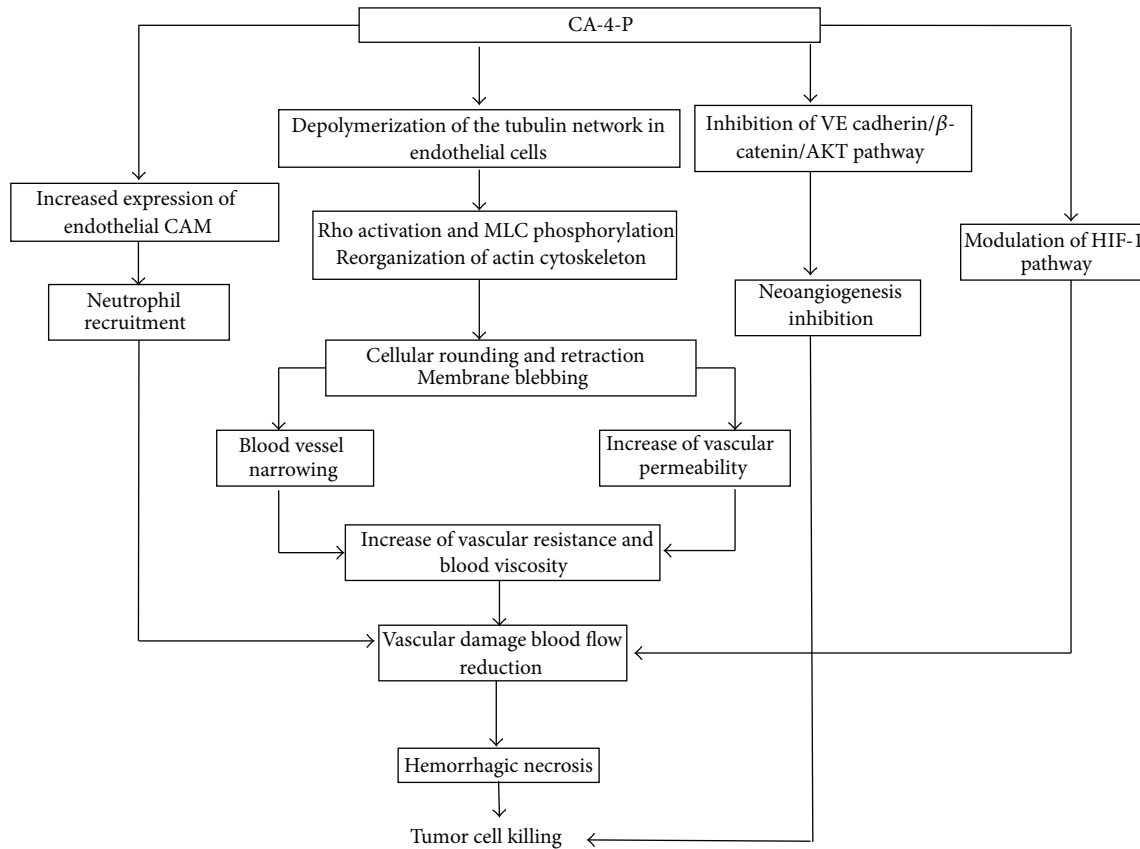 CA-4-P
Depolymerization of the tubulin network in
endothelial cells
Inhibition of VE cadherin/β-
catenin/AKT pathway
Increased expression of
endothelial CAM
Rho activation and MLC phosphorylation
Reorganization of actin cytoskeleton
Modulation of HIF-1
pathway
Neutrophil
recruitment
Neoangiogenesis
inhibition
Cellular rounding and retraction
Membrane blebbing
Blood vessel
narrowing
Increase of vascular
permeability
Increase of vascular resistance and
blood viscosity
Vascular damage blood flow
reduction
Hemorrhagic necrosis
Tumor cell killing